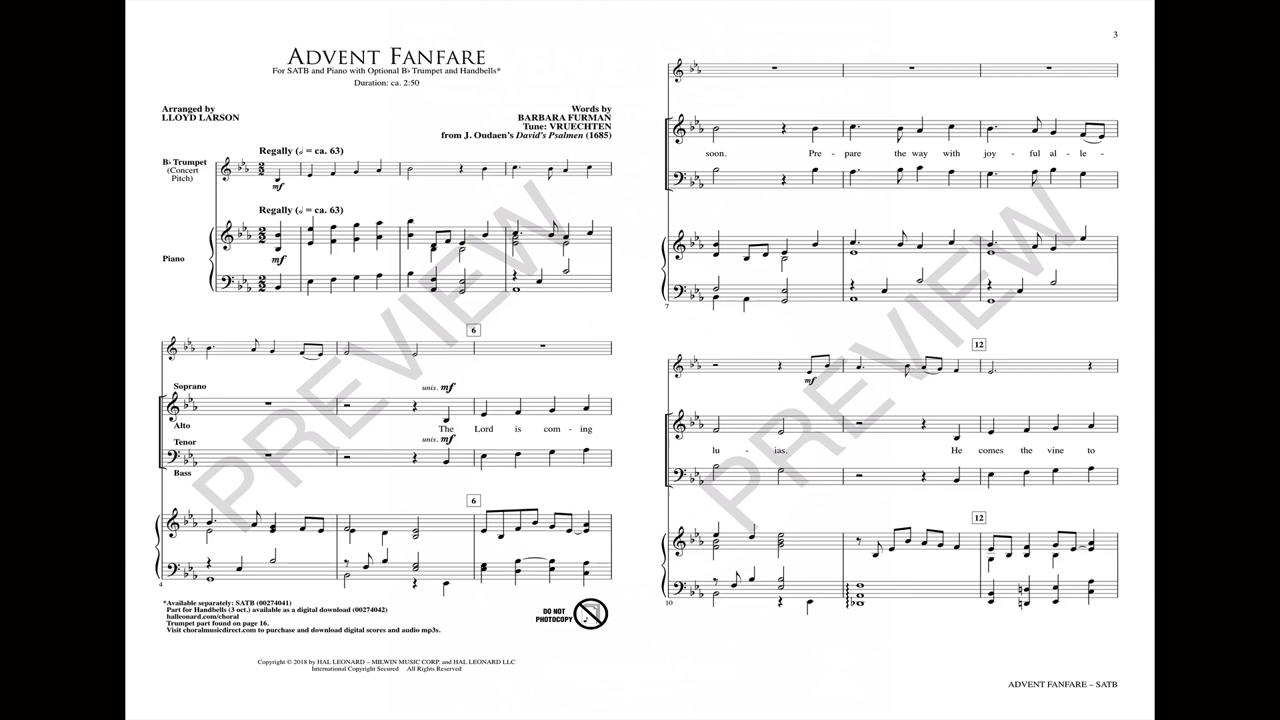 ADVENT FANFARE
For SATB and Piano with Optional B♭ Trumpet and Handbells*
Duration: ca. 2:50
Arranged by
LLOYD LARSON
Words by
BARBARA FURMAN
Tune: VRUECHTEN
from J. Oudaen's David's Psalmen (1685)
Regally (𝅗𝅥 = ca. 63)
B♭ Trumpet
(Concert
Pitch)
mf
Regally (𝅗𝅥 = ca. 63)
Piano
mf
6
Soprano
unis. mf
Alto
The Lord is com - ing
Tenor
unis. mf
Bass
6
4
*Available separately: SATB (00274041)
Part for Handbells (3 oct.) available as a digital download (00274042)
halleonard.com/choral
Trumpet part found on page 16.
Visit choralmusicdirect.com to purchase and download digital scores and audio mp3s.
DO NOT
PHOTOCOPY
Copyright © 2018 by HAL LEONARD – MILWIN MUSIC CORP. and HAL LEONARD LLC
International Copyright Secured All Rights Reserved
PREVIEW
3
soon. Pre - pare the way with joy - ful al - le -
7
12
mf
lu - ias. He comes the vine to
12
10
PREVIEW
ADVENT FANFARE – SATB